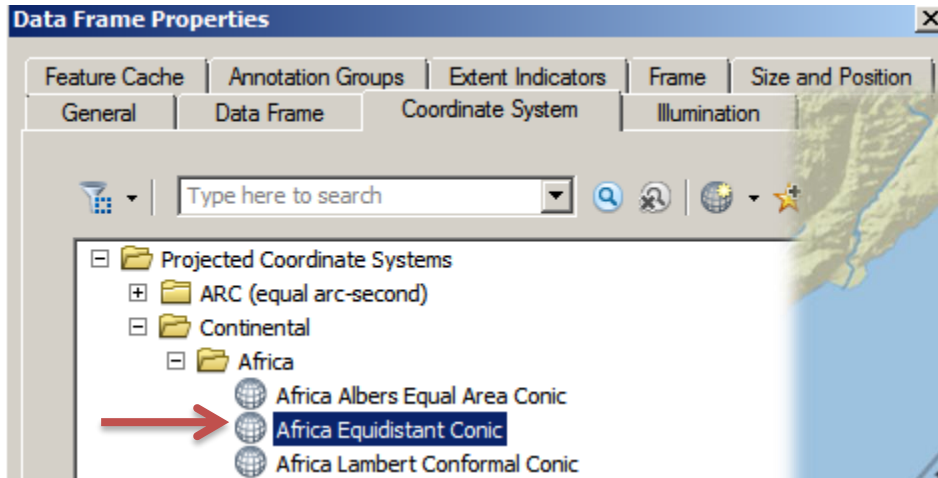 Data Frame Properties
Feature Cache Annotation Groups Extent Indicators Frame Size and Position
General Data Frame Coordinate System Illumination
Type here to search
Projected Coordinate Systems
ARC (equal arc-second)
Continental
Africa
Africa Albers Equal Area Conic
Africa Equidistant Conic
Africa Lambert Conformal Conic